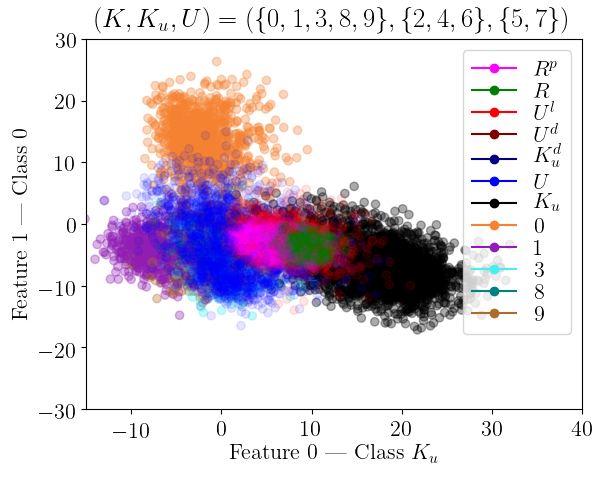 (K, K_u, U) = ({0, 1, 3, 8, 9}, {2, 4, 6}, {5, 7})
30
20
10
0
−10
−20
−30
Feature 1 — Class 0
−10
0
10
20
30
40
Feature 0 — Class K_u
R^p
R
U^l
U^d
K_u^d
U
K_u
0
1
3
8
9